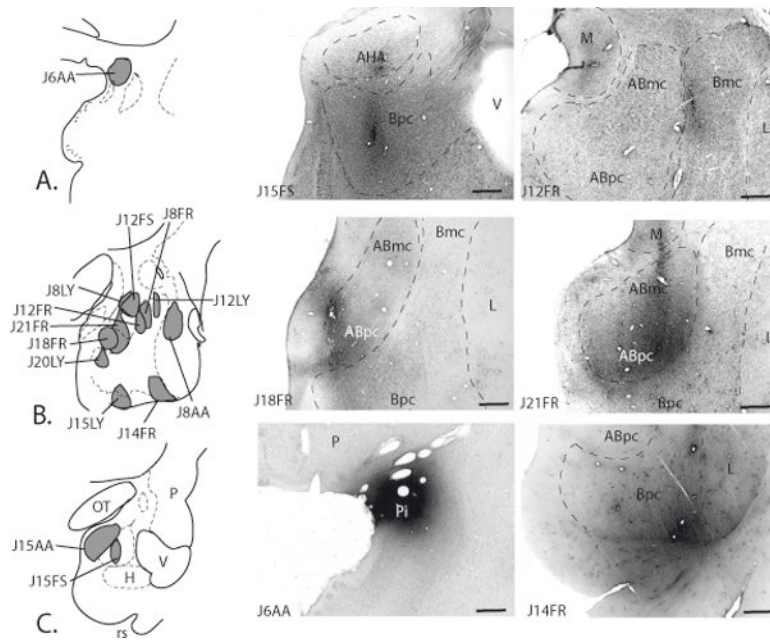 A.
J6AA
B.
J12FS
J8FR
J8LY
J12FR
J21FR
J18FR
J20LY
J12LY
J15LY
J14FR
J8AA
C.
OT
P
J15AA
J15FS
H
V
rs
AHA
Bpc
V
J15FS
M
ABmc
Bmc
L
ABpc
J12FR
ABmc
Bmc
L
ABpc
Bpc
J18FR
M
Bmc
ABmc
L
ABpc
Bpc
J21FR
P
Pi
J6AA
ABpc
L
Bpc
J14FR